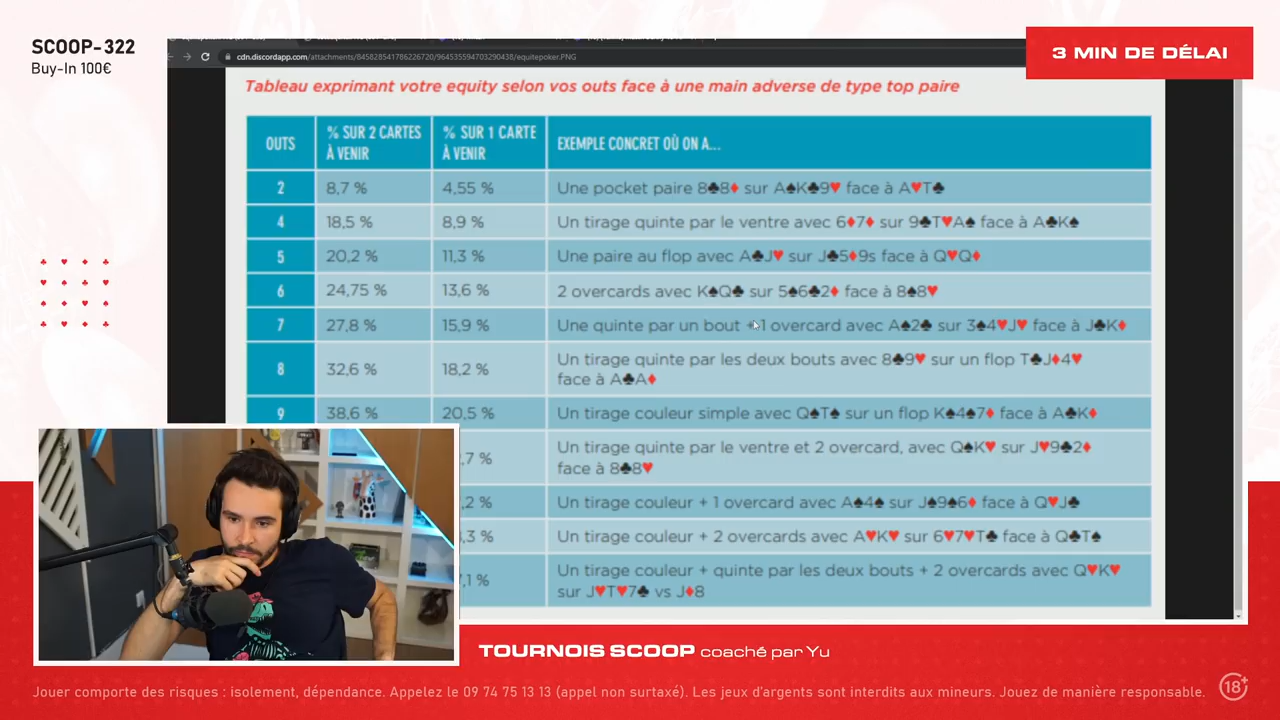 SCOOP-322
Buy-In 100€
3 MIN DE DÉLAI
cdn.discordapp.com/attachments/845828541786226720/964535594703290438/equitepoker.PNG
Tableau exprimant votre equity selon vos outs face à une main adverse de type top paire
OUTS
% SUR 2 CARTES À VENIR
% SUR 1 CARTE À VENIR
EXEMPLE CONCRET OÙ ON A...
2 8,7 % 4,55 % Une pocket paire 8♣8♦ sur A♠K♣9♥ face à A♥T♣
4 18,5 % 8,9 % Un tirage quinte par le ventre avec 6♦7♦ sur 9♣T♥A♠ face à A♣K♠
5 20,2 % 11,3 % Une paire au flop avec A♣J♥ sur J♣5♦9s face à Q♥Q♦
6 24,75 % 13,6 % 2 overcards avec K♠Q♣ sur 5♠6♣2♦ face à 8♠8♥
7 27,8 % 15,9 % Une quinte par un bout +1 overcard avec A♠2♣ sur 3♠4♥J♥ face à J♣K♦
8 32,6 % 18,2 % Un tirage quinte par les deux bouts avec 8♣9♥ sur un flop T♣J♦4♥
face à A♣A♦
9 38,6 % 20,5 % Un tirage couleur simple avec Q♠T♠ sur un flop K♠4♠7♦ face à A♣K♦
,7 % Un tirage quinte par le ventre et 2 overcard, avec Q♠K♥ sur J♥9♣2♦
face à 8♣8♥
,2 % Un tirage couleur + 1 overcard avec A♠4♠ sur J♠9♠6♦ face à Q♥J♣
,3 % Un tirage couleur + 2 overcards avec A♥K♥ sur 6♥7♥T♣ face à Q♣T♠
,1 % Un tirage couleur + quinte par les deux bouts + 2 overcards avec Q♥K♥
sur J♥T♥7♣ vs J♦8
TOURNOIS SCOOP coaché par Yu
Jouer comporte des risques : isolement, dépendance. Appelez le 09 74 75 13 13 (appel non surtaxé). Les jeux d'argents sont interdits aux mineurs. Jouez de manière responsable.
18+